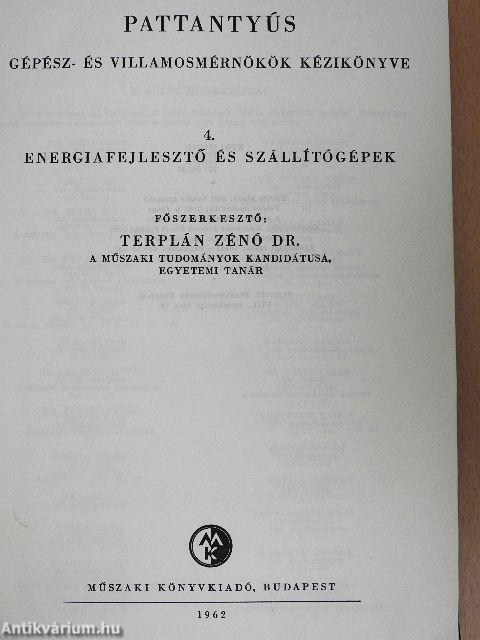 PATTANTYÚS
GÉPÉSZ- ÉS VILLAMOSMÉRNÖKÖK KÉZIKÖNYVE
4.
ENERGIAFEJLESZTŐ ÉS SZÁLLÍTÓGÉPEK
FŐSZERKESZTŐ:
TERPLÁN ZÉNÓ DR.
A MŰSZAKI TUDOMÁNYOK KANDIDÁTUSA,
EGYETEMI TANÁR
MK
MŰSZAKI KÖNYVKIADÓ, BUDAPEST
1962
Antikvárium.hu